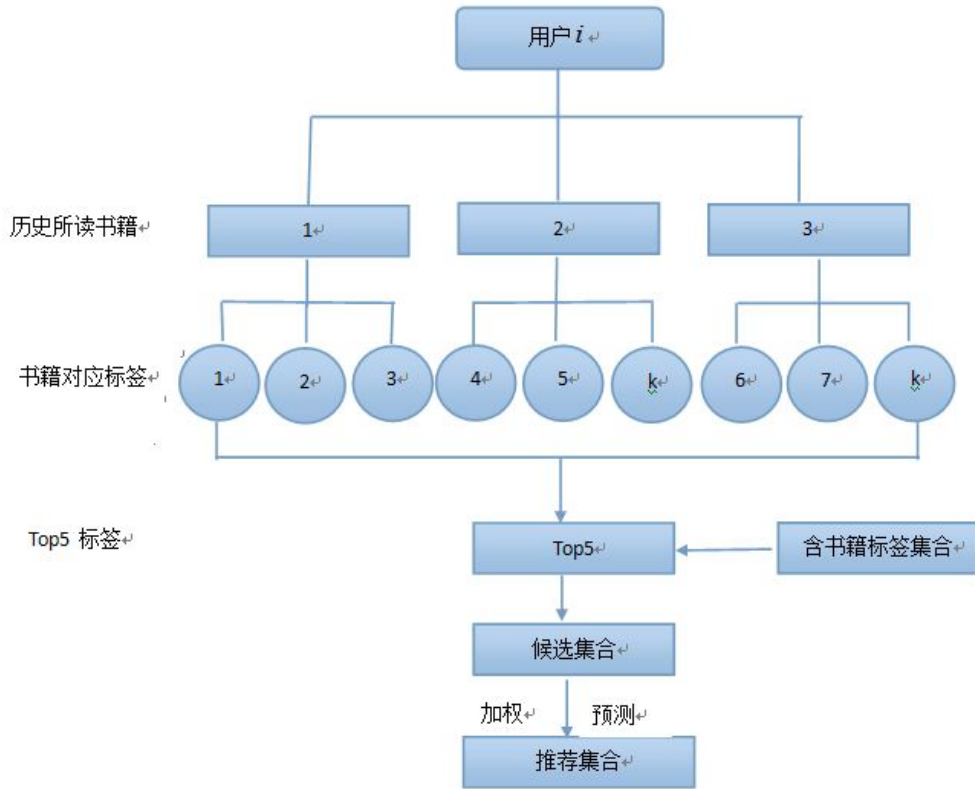 用户 i
历史所读书籍
1
2
3
书籍对应标签
1
2
3
4
5
k
6
7
k
Top5 标签
Top5
含书籍标签集合
候选集合
加权 预测
推荐集合